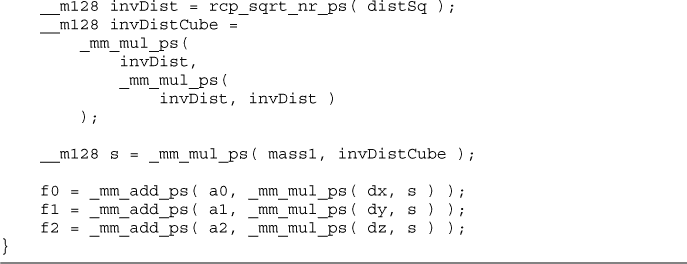 __m128 invDist = rcp_sqrt_nr_ps( distSq );
__m128 invDistCube =
_mm_mul_ps(
invDist,
_mm_mul_ps(
invDist, invDist )
);
__m128 s = _mm_mul_ps( mass1, invDistCube );
f0 = _mm_add_ps( a0, _mm_mul_ps( dx, s ) );
f1 = _mm_add_ps( a1, _mm_mul_ps( dy, s ) );
f2 = _mm_add_ps( a2, _mm_mul_ps( dz, s ) );
}